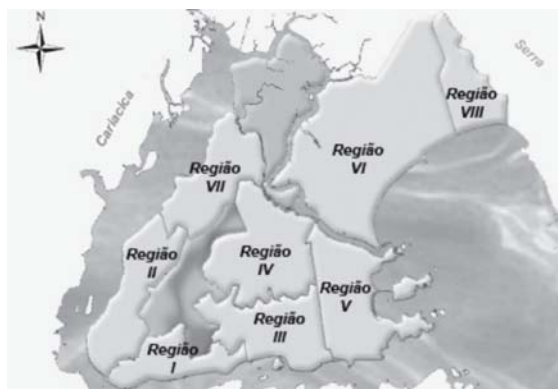 N
Serra
Cariacica
Região
VIII
Região
VI
Região
VII
Região
II
Região
IV
Região
V
Região
III
Região
I